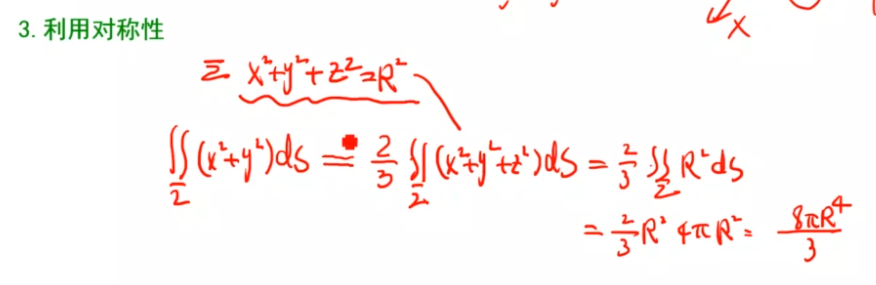 X
3. 利用对称性
Σ x²+y²+z²=R²
∬_Σ (x²+y²)dS = 2/3 ∬_Σ (x²+y²+z²)dS = 2/3 ∬_Σ R²dS
= 2/3 R² 4πR² = 8πR⁴/3